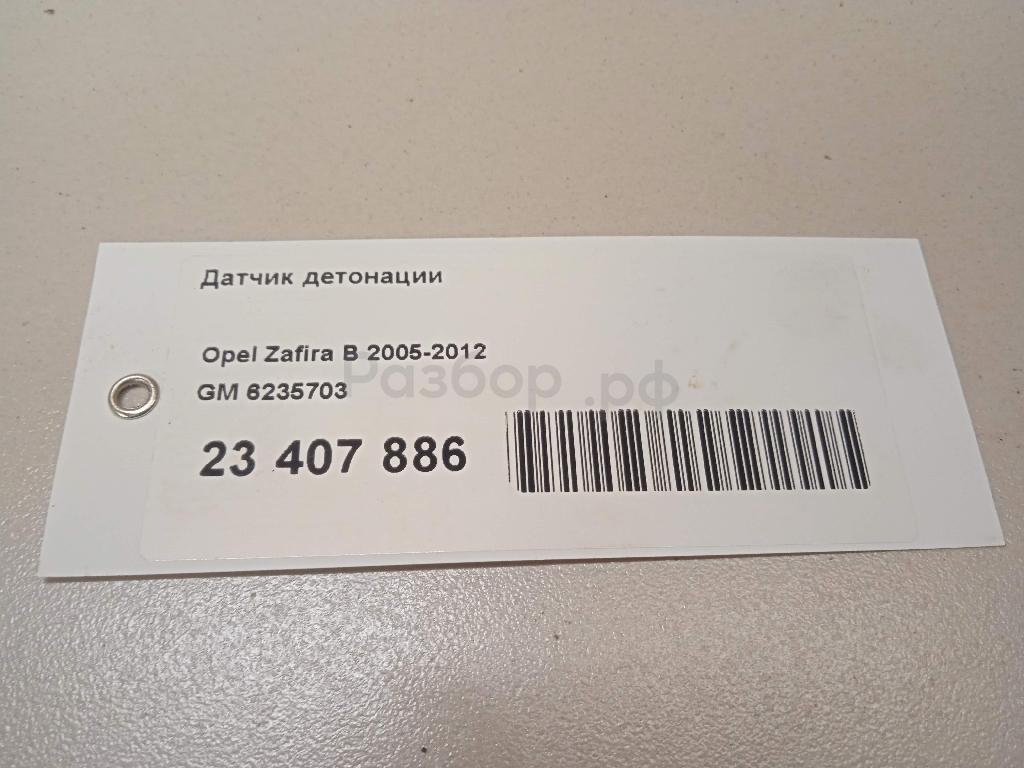 Датчик детонации
Opel Zafira B 2005-2012
GM 6235703
Разбор.рф
23 407 886